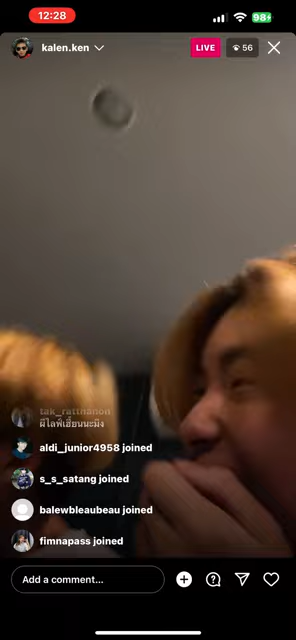 12:28
98
kalen.ken
LIVE
56
tak_ratthanon
ผีไลฟ์เฮี้ยนนะมึง
aldi_junior4958 joined
s_s_satang joined
balewbleaubeau joined
fimnapass joined
Add a comment...